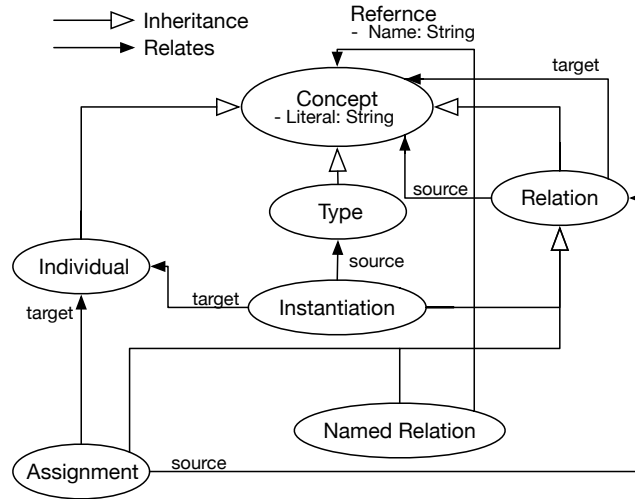 Inheritance
Relates
Refernce
- Name: String
target
Concept
- Literal: String
source
Relation
Type
source
Individual
target
Instantiation
target
Named Relation
Assignment
source